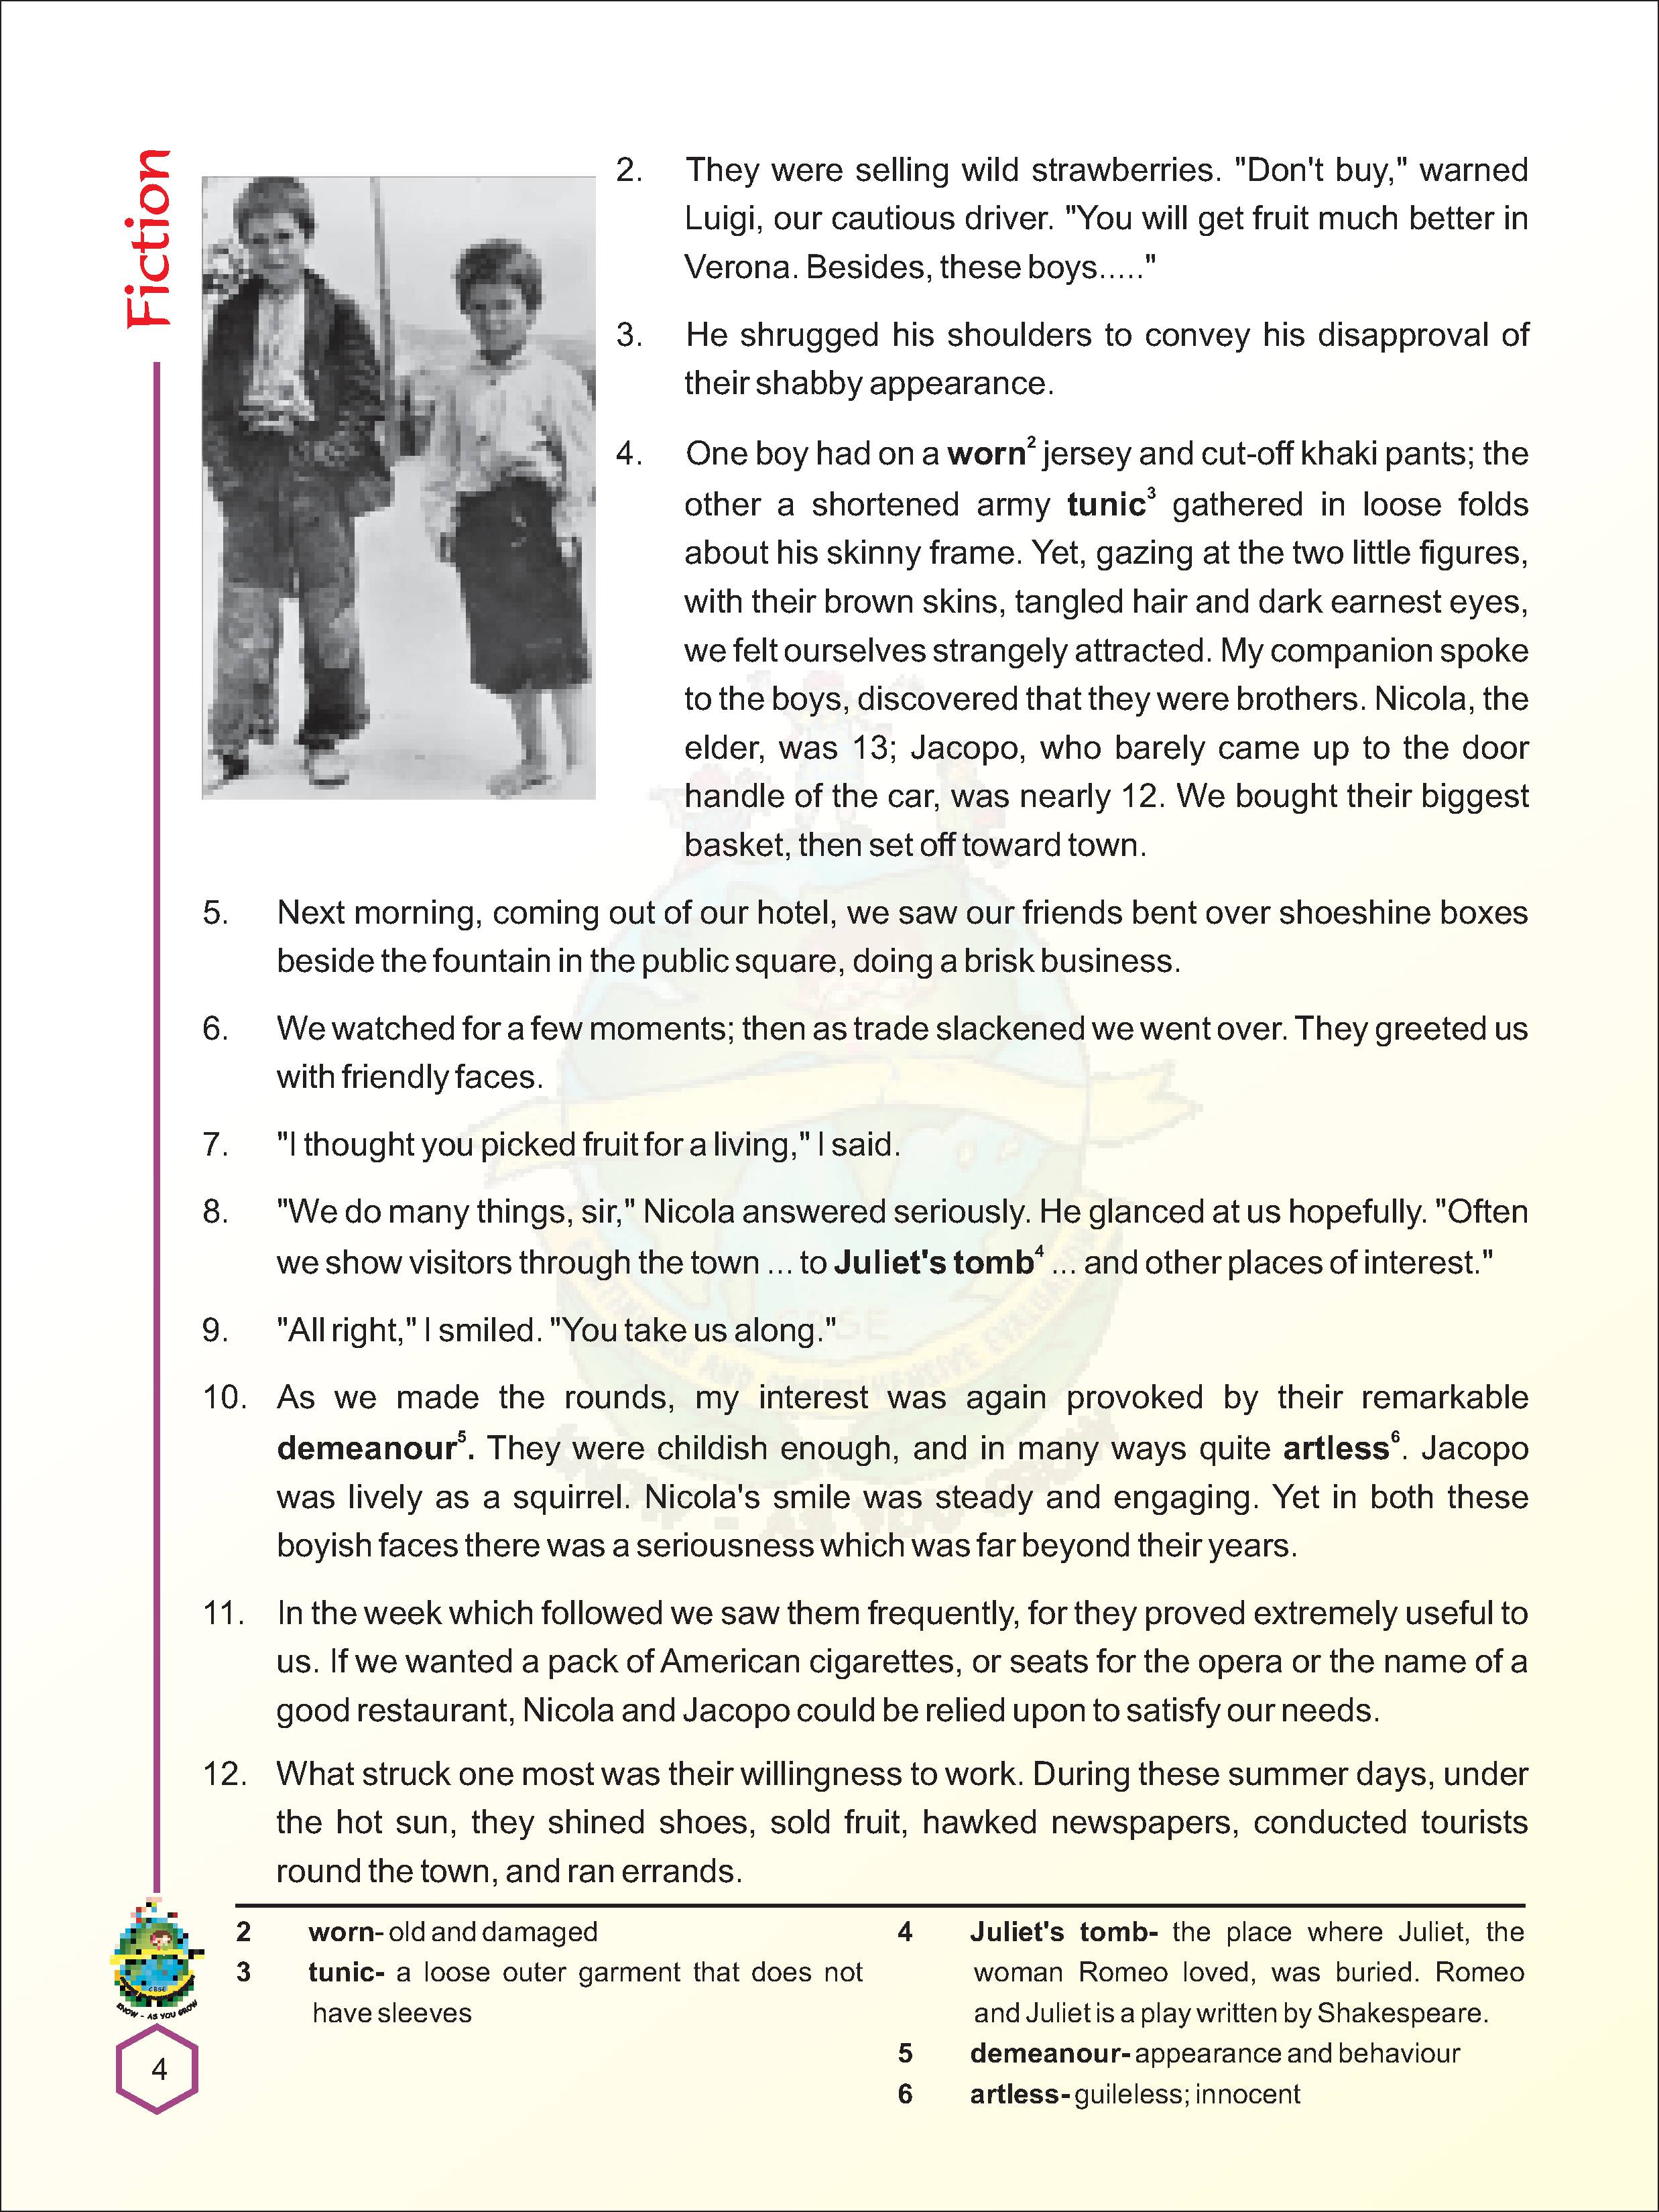 Fiction
2. They were selling wild strawberries. "Don't buy," warned
Luigi, our cautious driver. "You will get fruit much better in
Verona. Besides, these boys....."
3. He shrugged his shoulders to convey his disapproval of
their shabby appearance.
4. One boy had on a worn2 jersey and cut-off khaki pants; the
other a shortened army tunic3 gathered in loose folds
about his skinny frame. Yet, gazing at the two little figures,
with their brown skins, tangled hair and dark earnest eyes,
we felt ourselves strangely attracted. My companion spoke
to the boys, discovered that they were brothers. Nicola, the
elder, was 13; Jacopo, who barely came up to the door
handle of the car, was nearly 12. We bought their biggest
basket, then set off toward town.
5. Next morning, coming out of our hotel, we saw our friends bent over shoeshine boxes
beside the fountain in the public square, doing a brisk business.
6. We watched for a few moments; then as trade slackened we went over. They greeted us
with friendly faces.
7. "I thought you picked fruit for a living," I said.
8. "We do many things, sir," Nicola answered seriously. He glanced at us hopefully. "Often
we show visitors through the town ... to Juliet's tomb4 ... and other places of interest."
9. "All right," I smiled. "You take us along."
10. As we made the rounds, my interest was again provoked by their remarkable
demeanour5. They were childish enough, and in many ways quite artless6. Jacopo
was lively as a squirrel. Nicola's smile was steady and engaging. Yet in both these
boyish faces there was a seriousness which was far beyond their years.
11. In the week which followed we saw them frequently, for they proved extremely useful to
us. If we wanted a pack of American cigarettes, or seats for the opera or the name of a
good restaurant, Nicola and Jacopo could be relied upon to satisfy our needs.
12. What struck one most was their willingness to work. During these summer days, under
the hot sun, they shined shoes, sold fruit, hawked newspapers, conducted tourists
round the town, and ran errands.
2 worn- old and damaged
3 tunic- a loose outer garment that does not
have sleeves
4 Juliet's tomb- the place where Juliet, the
woman Romeo loved, was buried. Romeo
and Juliet is a play written by Shakespeare.
5 demeanour- appearance and behaviour
6 artless- guileless; innocent
CBSE
KNOW - AS YOU GROW
4